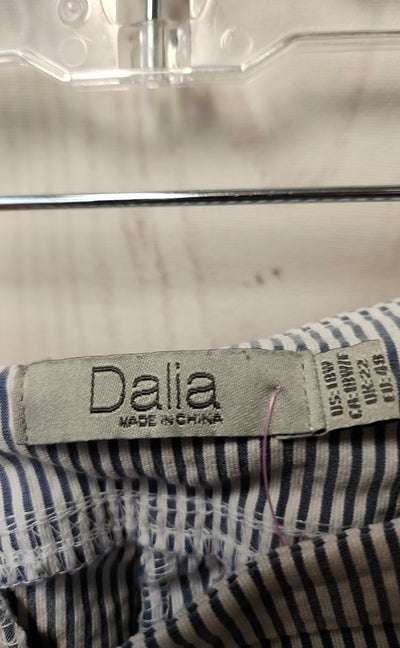 Dalia
MADE IN CHINA
US: 18W
CA: 18W/F
UK: 22
EU: 48